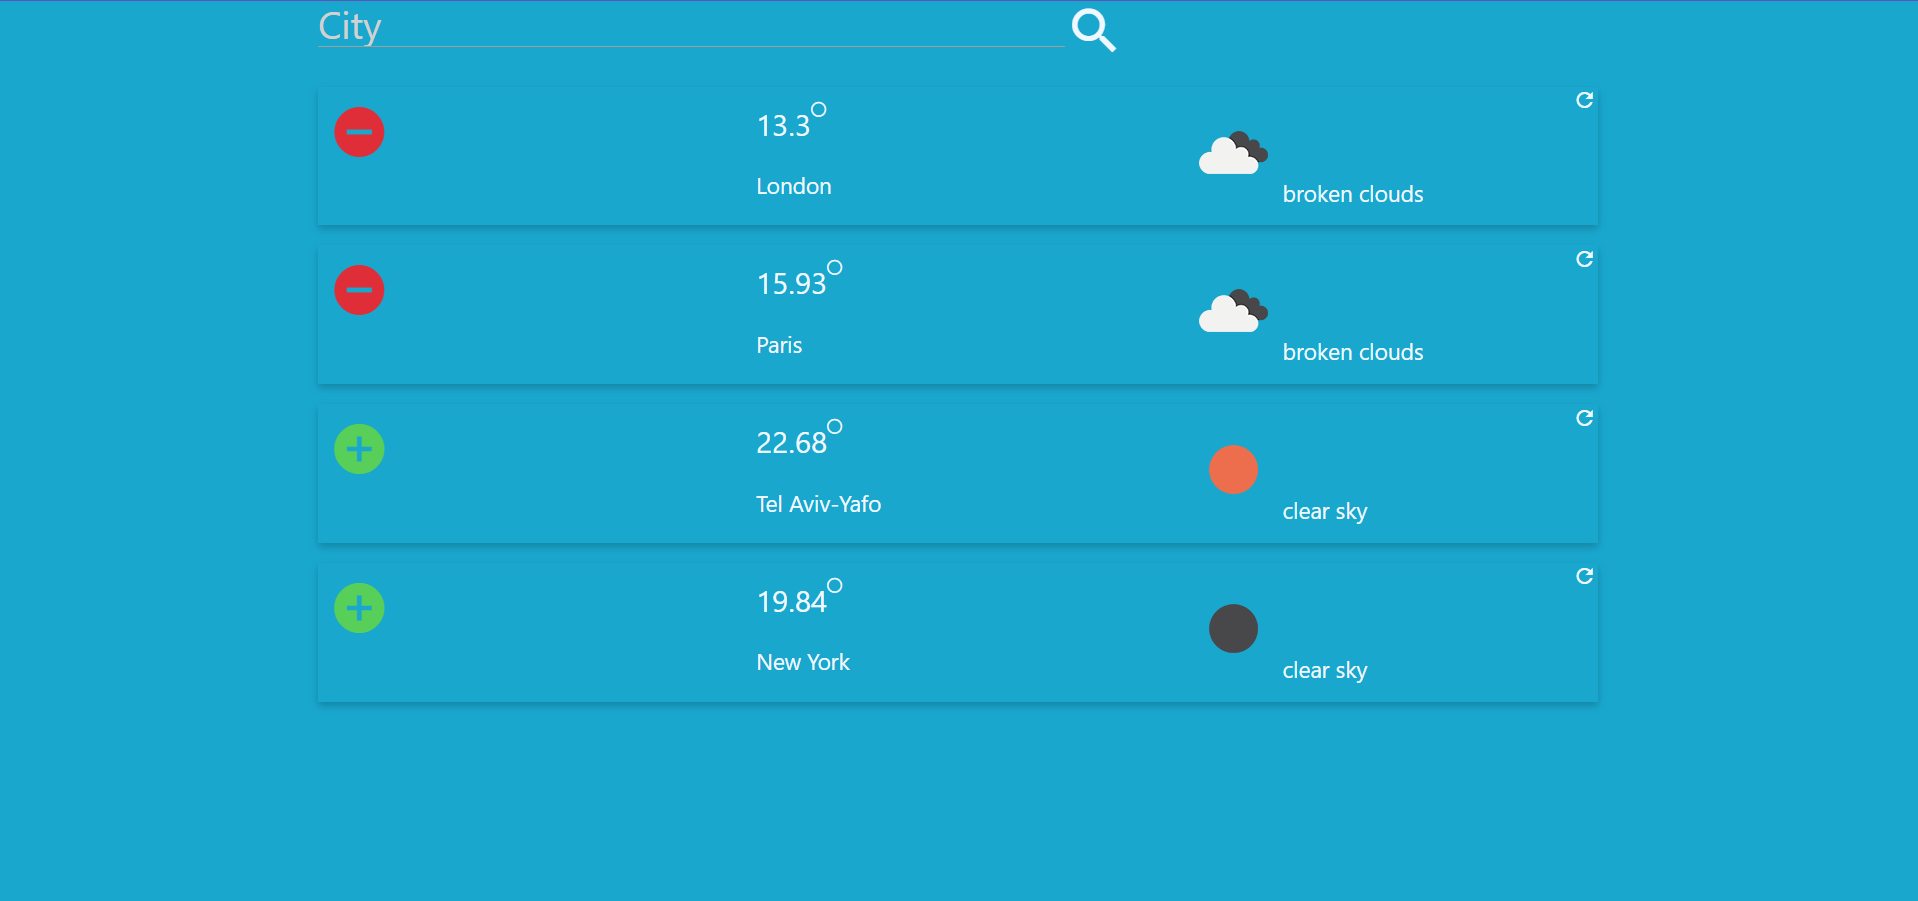 City
13.3°
London
broken clouds
15.93°
Paris
broken clouds
22.68°
Tel Aviv-Yafo
clear sky
19.84°
New York
clear sky